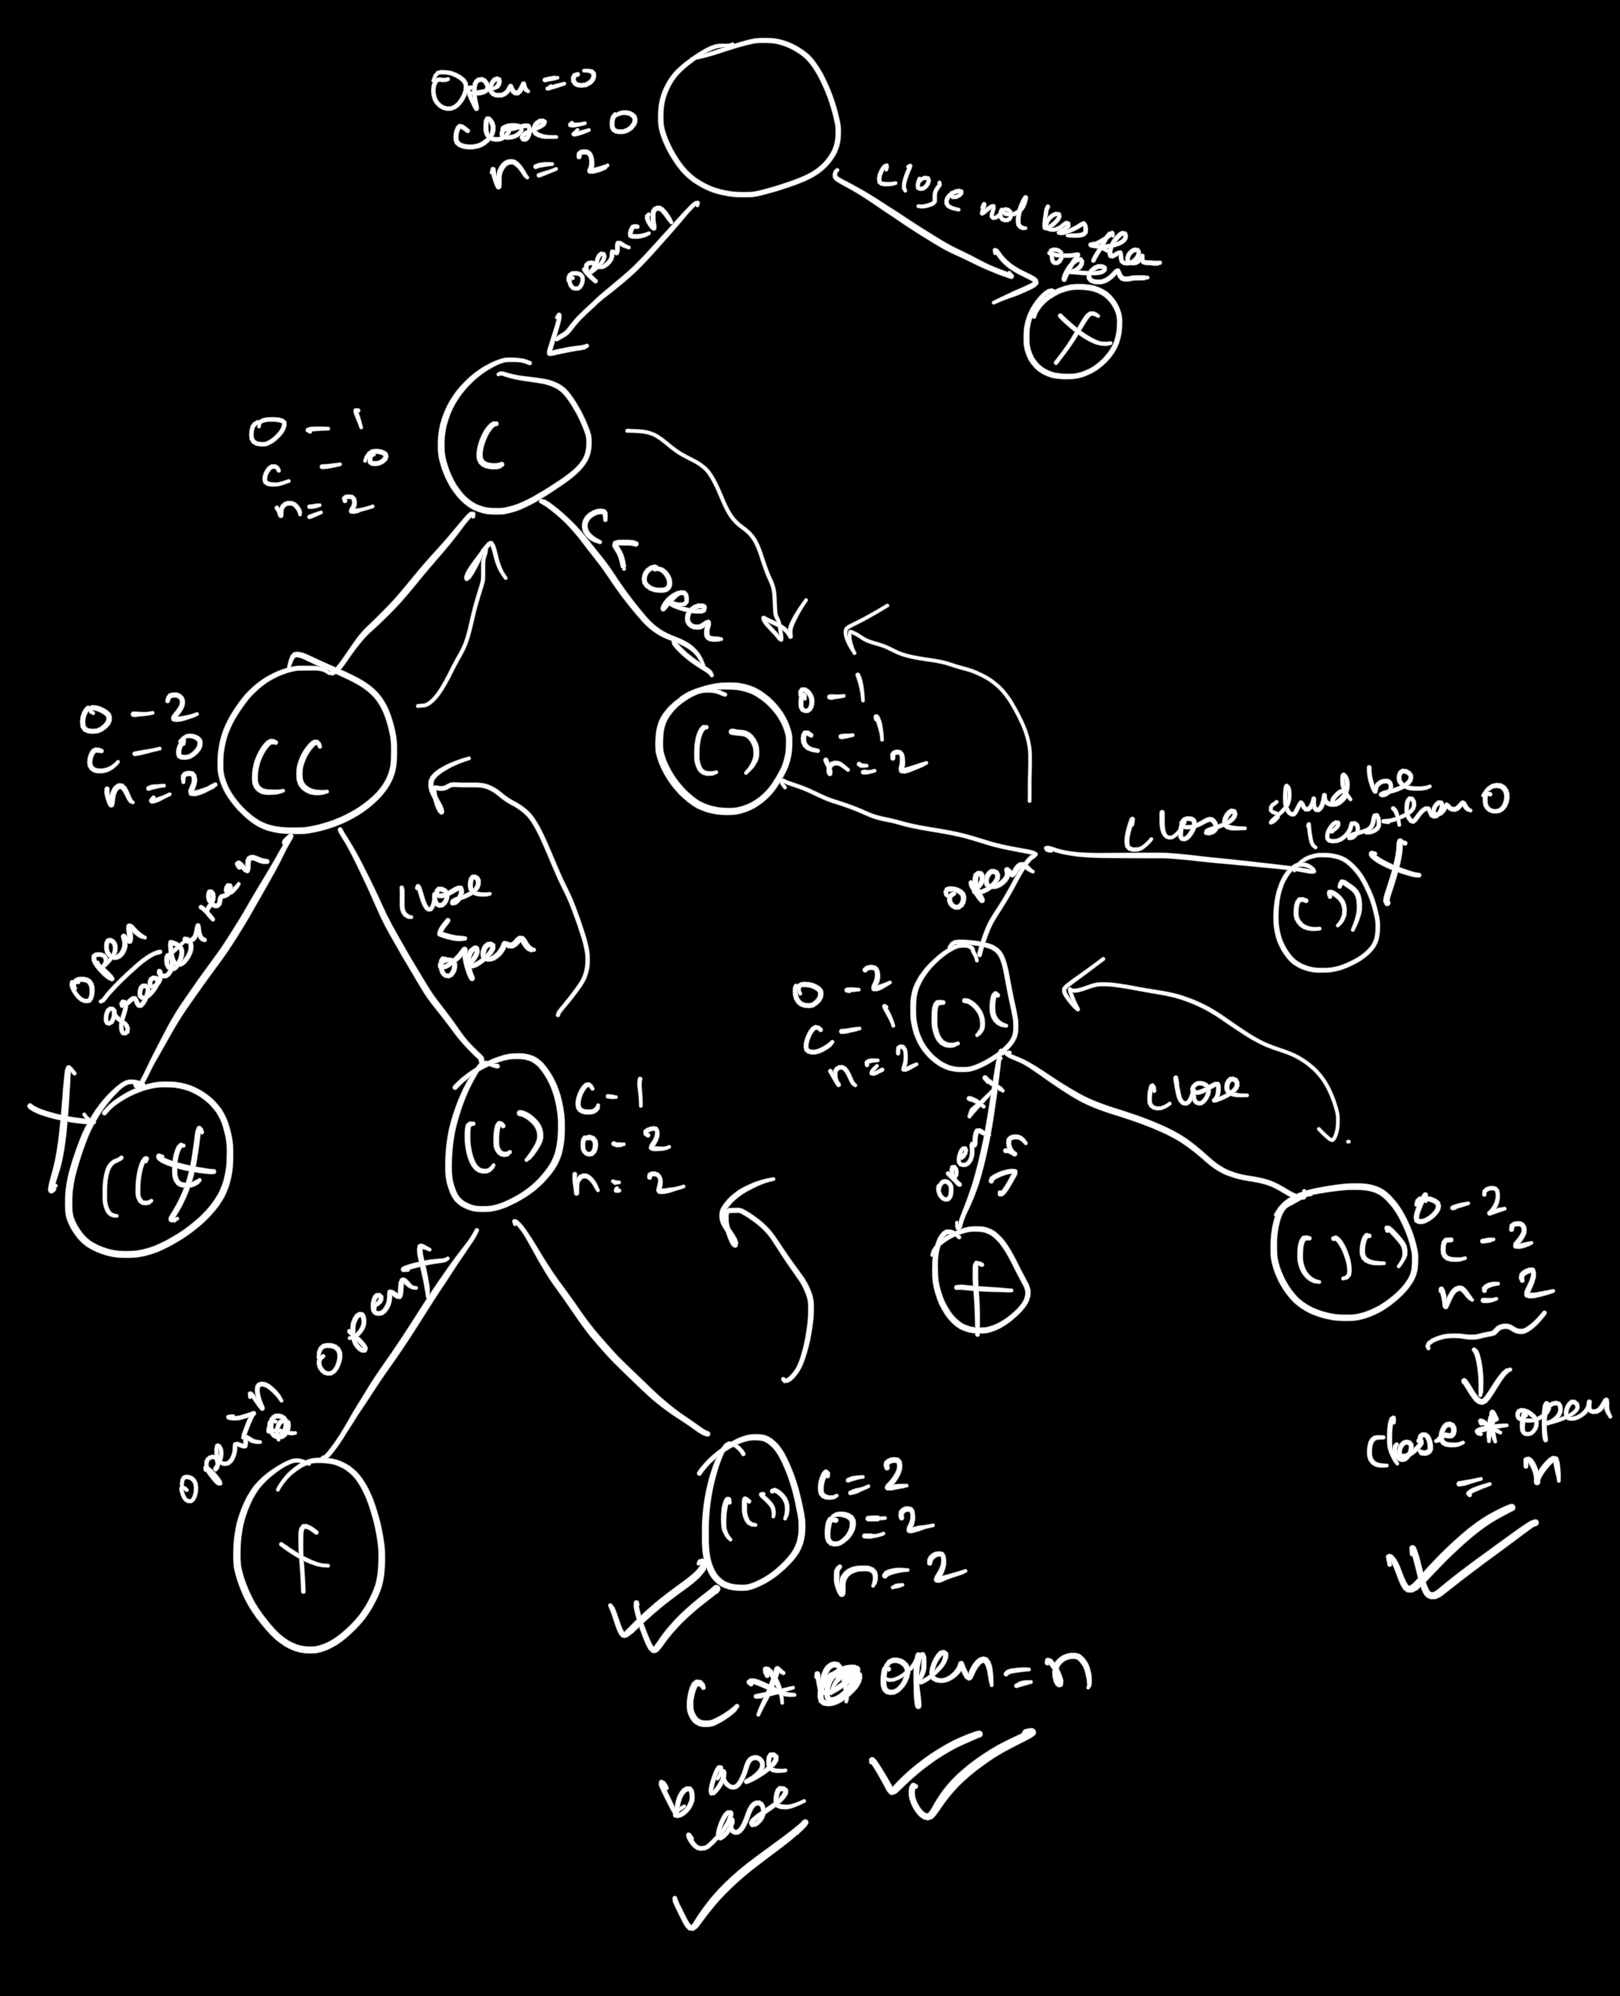 Open = 0
close = 0
n = 2
open < n
close not less tha
open
X
(
O - 1
C - 0
n = 2
C < Open
((
O - 2
C - 0
n = 2
( )
O - 1
C - 1
n = 2
close shud be
less than O
( ) )
X
open
Open
greater than n
close
<
open
( ) (
O - 2
C - 1
n = 2
X
( (
( ( )
C - 1
O - 2
n = 2
open X
> n
close
X
( ) ( )
O - 2
C - 2
n = 2
close * open
= n
open X
open > n
X
( ( ) )
C = 2
O = 2
n = 2
C * open = n
base
case